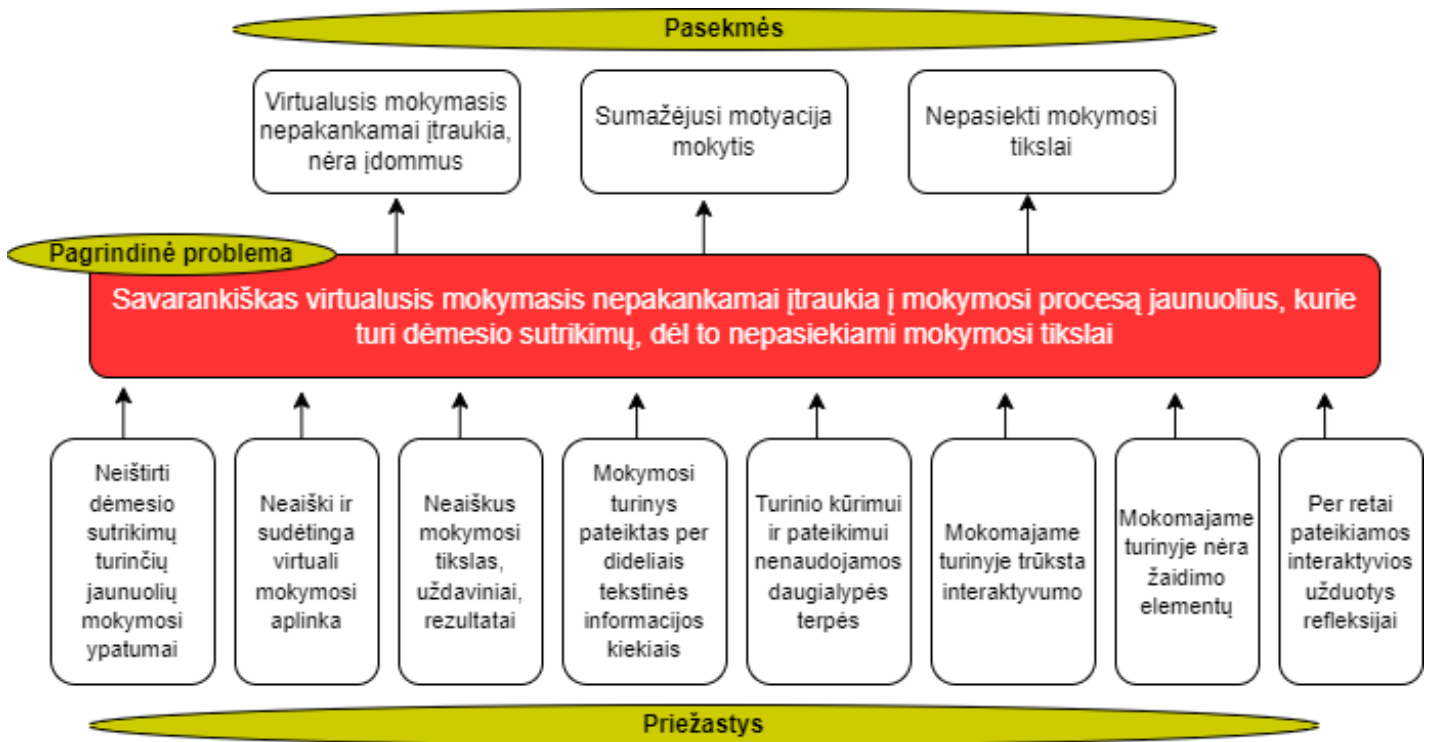 Pasekmės
Virtualusis mokymasis
nepakankamai įtraukia,
nėra įdommus
Sumažėjusi motyacija
mokytis
Nepasiekti mokymosi
tikslai
Pagrindinė problema
Savarankiškas virtualusis mokymasis nepakankamai įtraukia į mokymosi procesą jaunuolius, kurie
turi dėmesio sutrikimų, dėl to nepasiekiami mokymosi tikslai
Neištirti
dėmesio
sutrikimų
turinčių
jaunuolių
mokymosi
ypatumai
Neaiški ir
sudėtinga
virtuali
mokymosi
aplinka
Neaiškus
mokymosi
tikslas,
uždaviniai,
rezultatai
Mokymosi
turinys
pateiktas per
dideliais
tekstinės
informacijos
kiekiais
Turinio kūrimui
ir pateikimui
nenaudojamos
daugialypės
terpės
Mokomajame
turinyje trūksta
interaktyvumo
Mokomajame
turinyje nėra
žaidimo
elementų
Per retai
pateikiamos
interaktyvios
užduotys
refleksijai
Priežastys